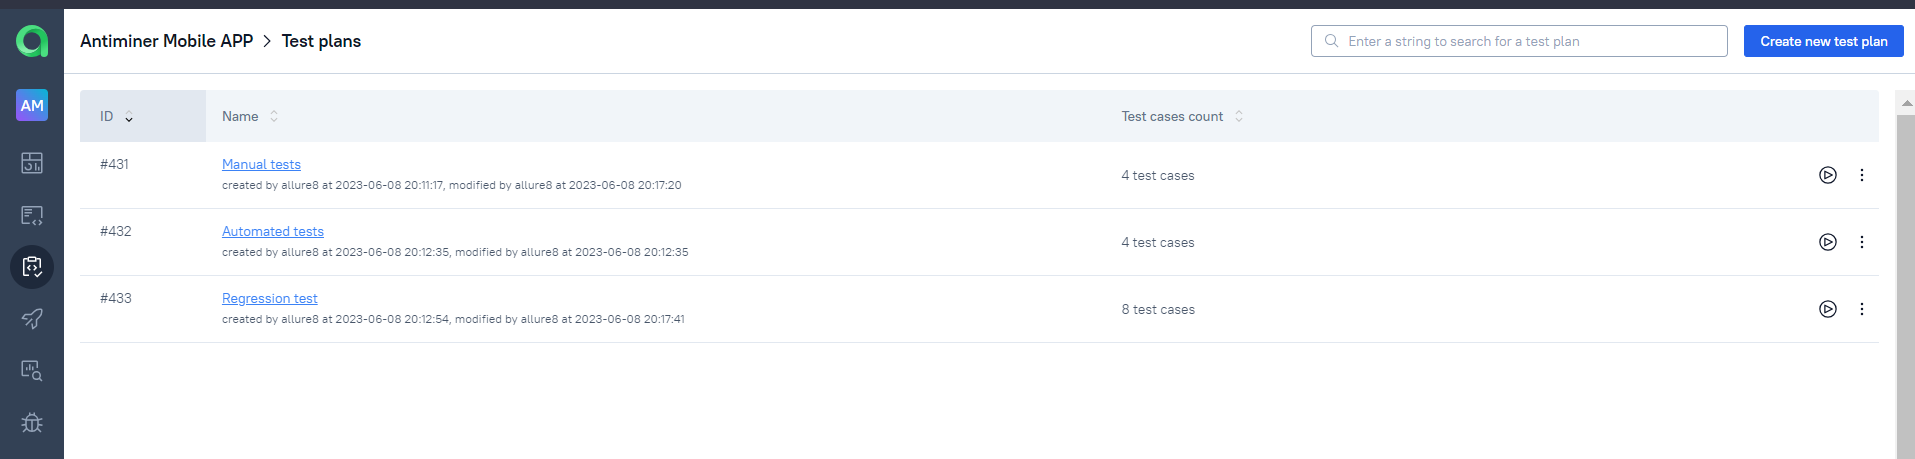 Antiminer Mobile APP > Test plans
Enter a string to search for a test plan
Create new test plan
AM
ID Name Test cases count
#431 Manual tests
created by allure8 at 2023-06-08 20:11:17, modified by allure8 at 2023-06-08 20:17:20
4 test cases
#432 Automated tests
created by allure8 at 2023-06-08 20:12:35, modified by allure8 at 2023-06-08 20:12:35
4 test cases
#433 Regression test
created by allure8 at 2023-06-08 20:12:54, modified by allure8 at 2023-06-08 20:17:41
8 test cases